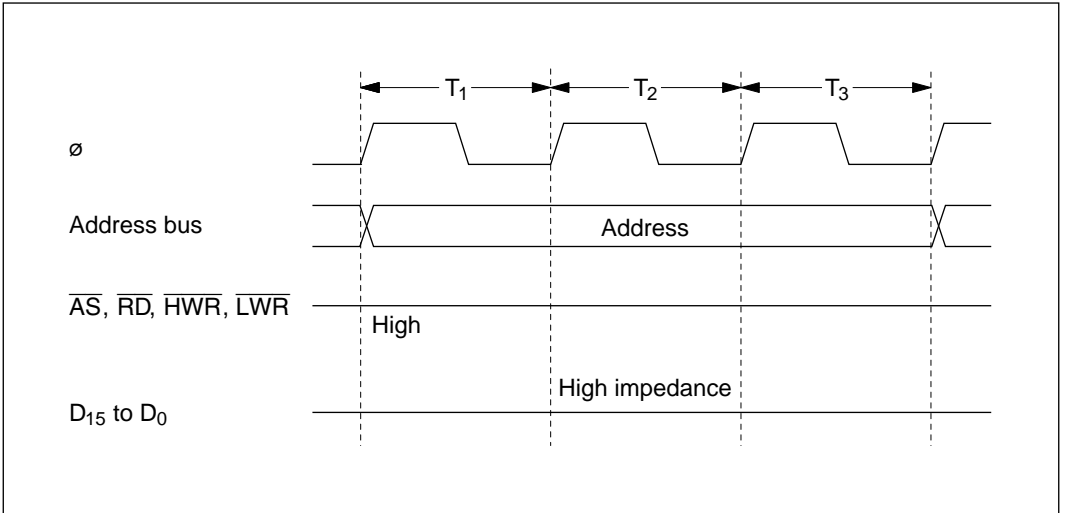 T1 T2 T3
ø
Address bus
Address
AS, RD, HWR, LWR
High
High impedance
D15 to D0